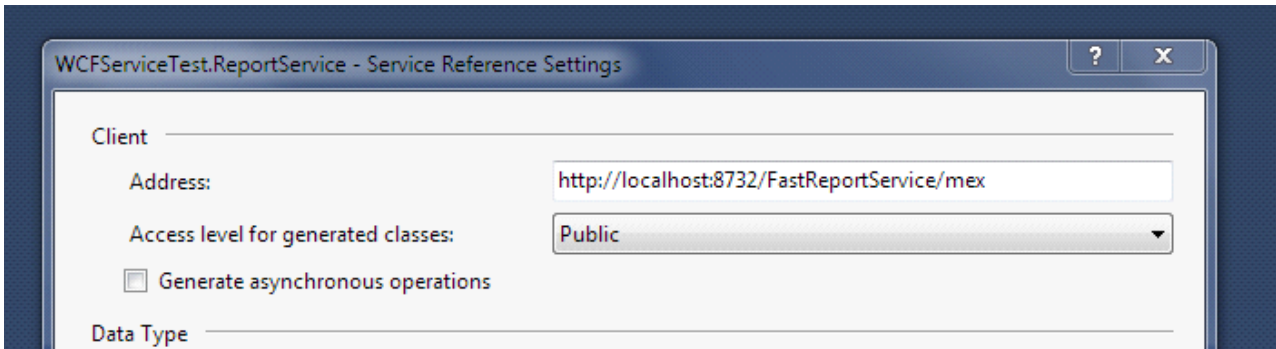 WCFServiceTest.ReportService - Service Reference Settings
? X
Client
Address: http://localhost:8732/FastReportService/mex
Access level for generated classes: Public
Generate asynchronous operations
Data Type